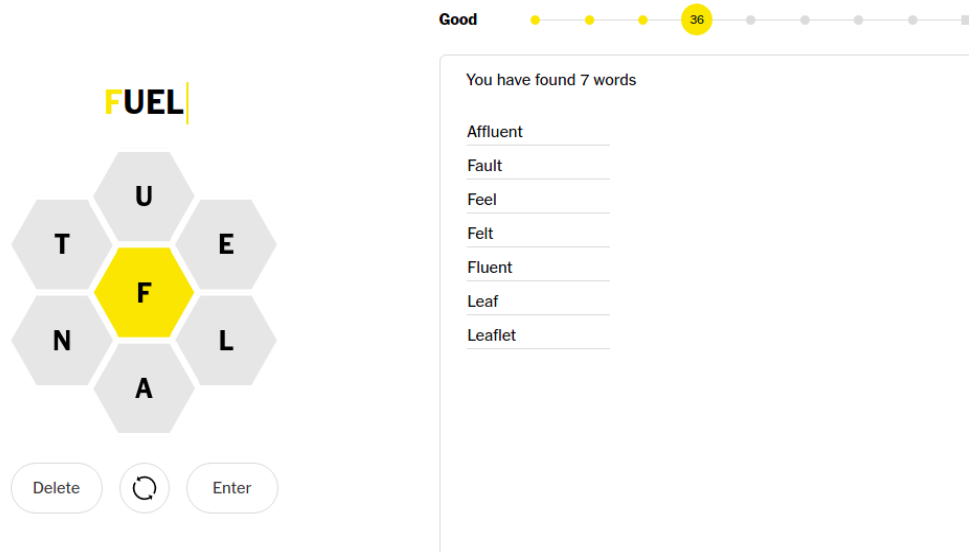 Good 36
You have found 7 words
FUEL
Affluent
Fault
Feel
Felt
Fluent
Leaf
Leaflet
U
T E
F
N L
A
Delete Enter